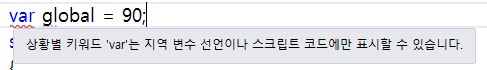 var global = 90;
상황별 키워드 'var'는 지역 변수 선언이나 스크립트 코드에만 표시할 수 있습니다.